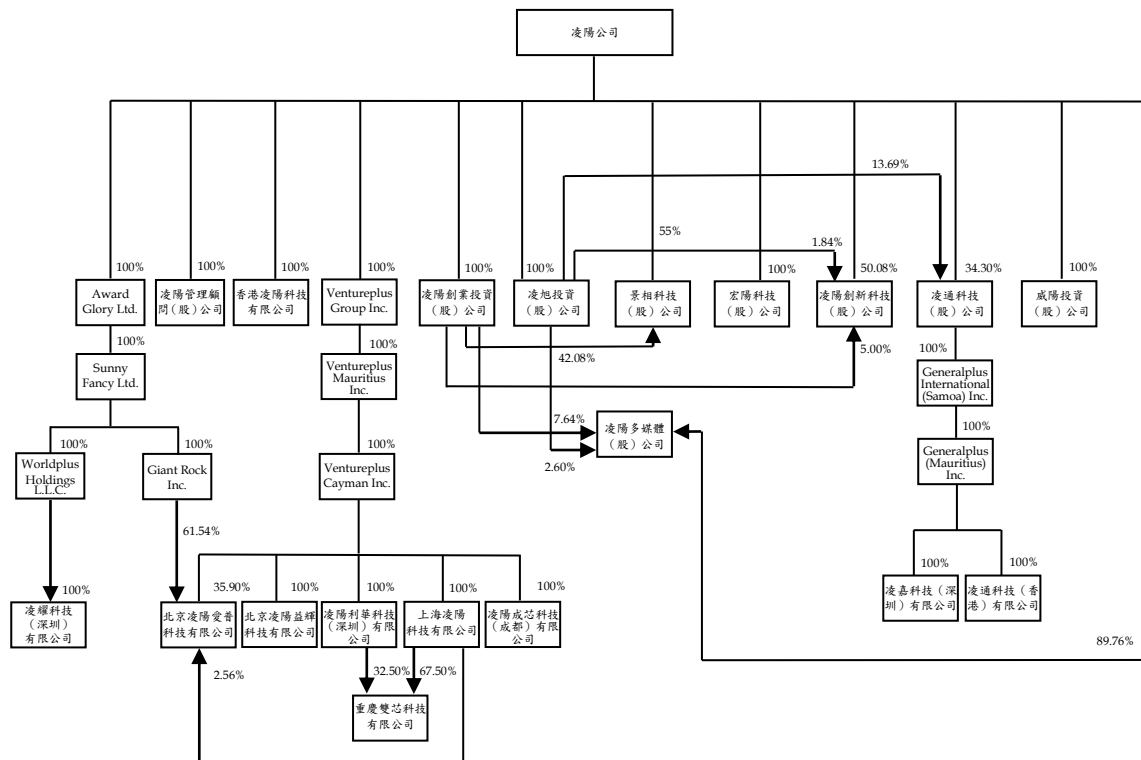 凌陽公司
13.69%
55%
1.84%
100%
100%
100%
100%
100%
100%
100%
50.08%
34.30%
100%
Award
Glory Ltd.
凌陽管理顧
問(股)公司
香港凌陽科技
有限公司
Ventureplus
Group Inc.
凌陽創業投資
(股)公司
凌旭投資
(股)公司
景相科技
(股)公司
宏陽科技
(股)公司
凌陽創新科技
(股)公司
凌通科技
(股)公司
威陽投資
(股)公司
100%
100%
42.08%
5.00%
100%
Sunny
Fancy Ltd.
Ventureplus
Mauritius
Inc.
Generalplus
International
(Samoa) Inc.
7.64%
凌陽多媒體
(股)公司
2.60%
100%
100%
100%
100%
Worldplus
Holdings
L.L.C.
Giant Rock
Inc.
Ventureplus
Cayman Inc.
Generalplus
(Mauritius)
Inc.
61.54%
100%
35.90%
100%
100%
100%
100%
100%
100%
凌耀科技
(深圳)
有限公司
北京凌陽愛普
科技有限公司
北京凌陽益輝
科技有限公司
凌陽利華科技
(深圳)有限
公司
上海凌陽
科技有限公司
凌陽成芯科技
(成都)有限
公司
凌嘉科技(深
圳)有限公司
凌通科技(香
港)有限公司
89.76%
2.56%
32.50%
67.50%
重慶雙芯科技
有限公司